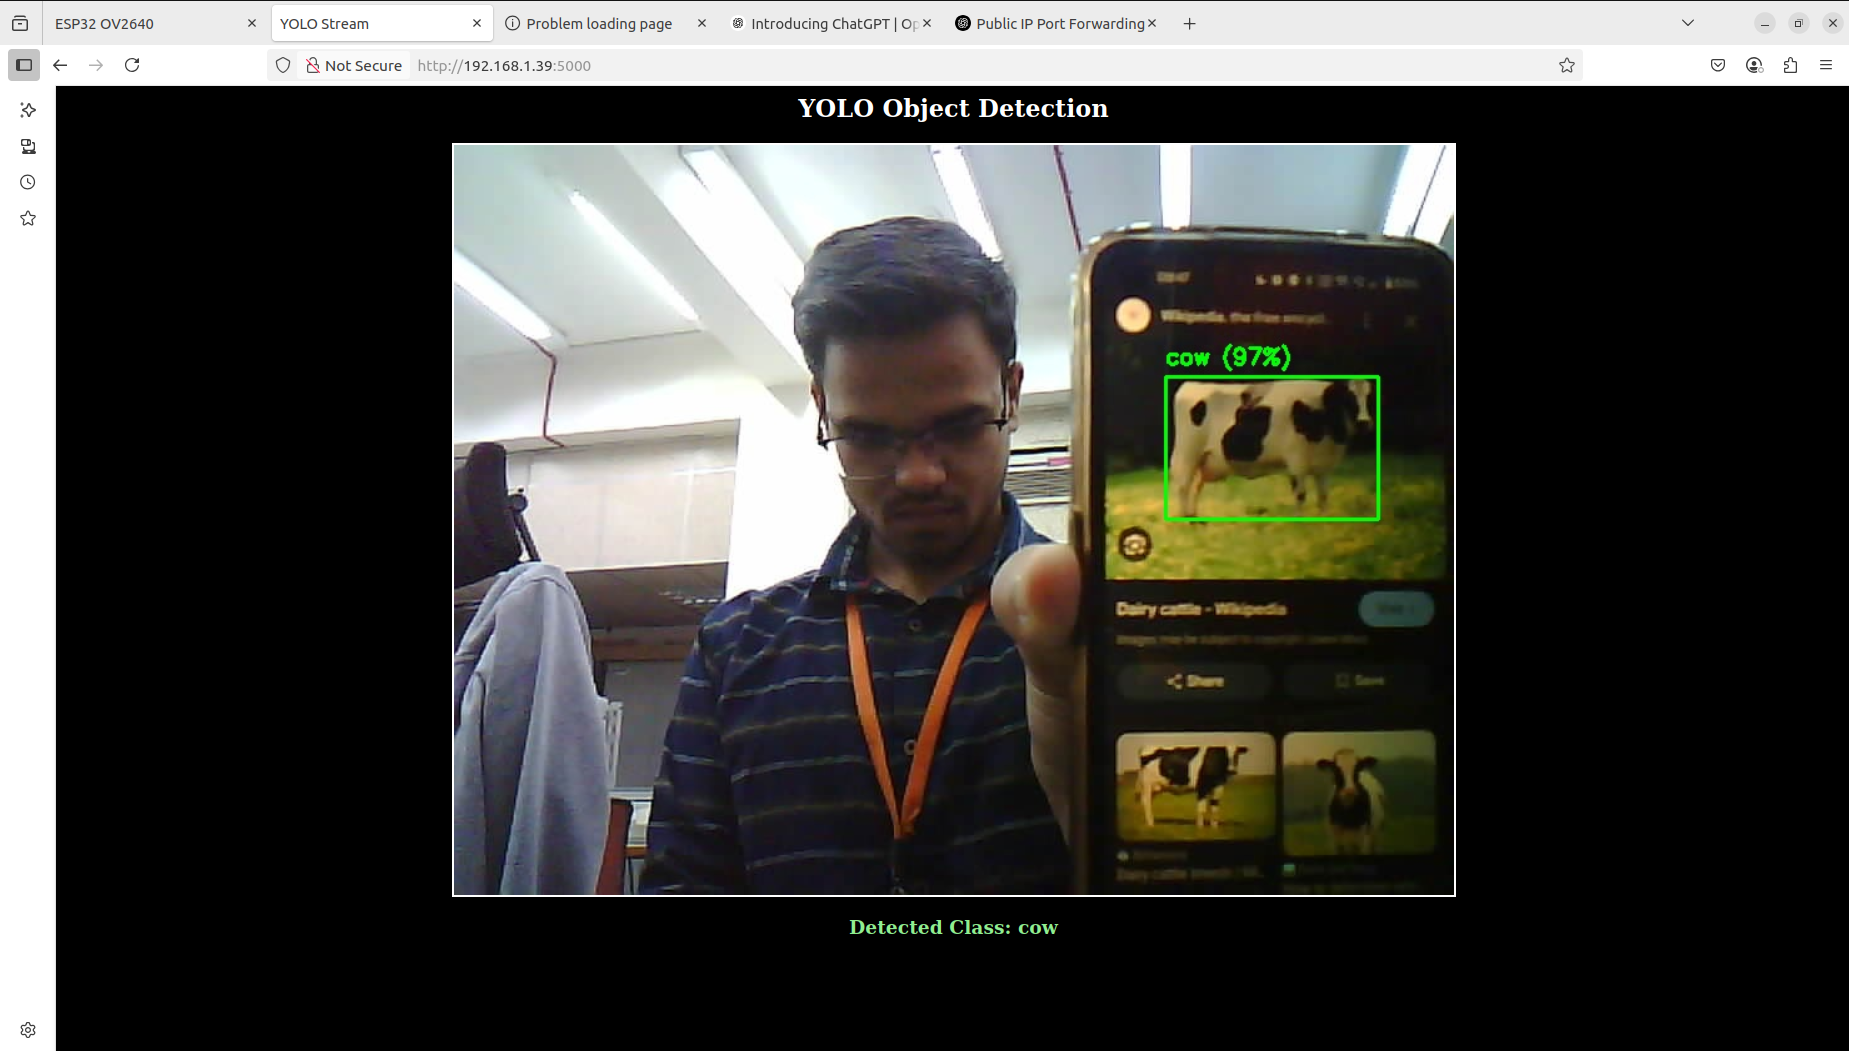 ESP32 OV2640
YOLO Stream
Problem loading page
Introducing ChatGPT | Op
Public IP Port Forwarding
Not Secure
http://192.168.1.39:5000
YOLO Object Detection
Wikipedia, the free encycl...
cow (97%)
Dairy cattle - Wikipedia
Share
Save
Detected Class: cow